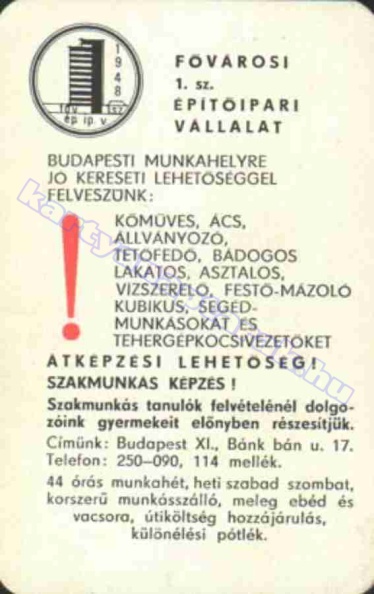 1948
föv. 1.sz.
ép. ip. v.
FŐVÁROSI
1. sz.
ÉPÍTŐIPARI
VÁLLALAT
BUDAPESTI MUNKAHELYRE
JÓ KERESETI LEHETŐSÉGGEL
FELVESZÜNK:
!
KŐMŰVES, ÁCS,
ÁLLVÁNYOZÓ,
TETŐFEDŐ, BÁDOGOS
LAKATOS, ASZTALOS,
VÍZSZERELŐ, FESTŐ-MÁZOLÓ
KUBIKUS, SEGÉD-
MUNKÁSOKAT ÉS
TEHERGÉPKOCSIVEZETŐKET
ÁTKÉPZÉSI LEHETŐSÉG!
SZAKMUNKÁS KÉPZÉS!
Szakmunkás tanulók felvételénél dolgo-
zóink gyermekeit előnyben részesítjük.
Címünk: Budapest XI., Bánk bán u. 17.
Telefon: 250–090, 114 mellék.
44 órás munkahét, heti szabad szombat,
korszerű munkásszálló, meleg ebéd és
vacsora, útiköltség hozzájárulás,
különélési pótlék.